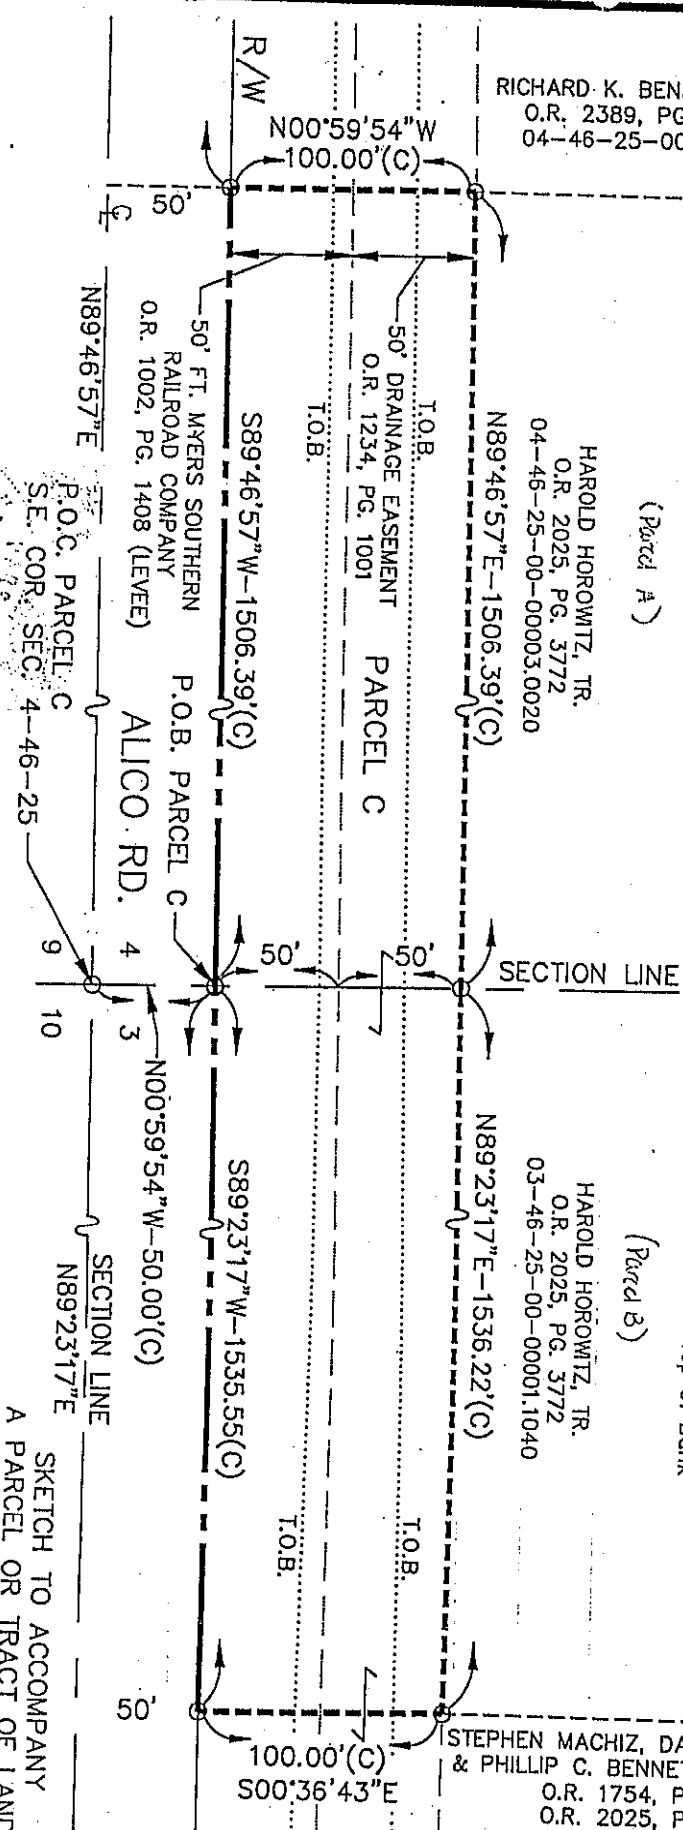 RICHARD K. BEN
O.R. 2389, PG
04-46-25-00
R/W
N00°59'54"W
100.00'(C)
50'
℄
N89°46'57"E
50' FT. MYERS SOUTHERN
RAILROAD COMPANY
O.R. 1002, PG. 1408 (LEVEE)
S89°46'57"W-1506.39'(C)
T.O.B.
50' DRAINAGE EASEMENT
O.R. 1234, PG. 1001
T.O.B.
N89°46'57"E-1506.39'(C)
HAROLD HOROWITZ, TR.
O.R. 2025, PG. 3772
04-46-25-00-00003.0020
(Parcel A)
PARCEL C
P.O.B. PARCEL C
ALICO RD.
P.O.C. PARCEL C
S.E. COR. SEC. 4-46-25
50'
50'
SECTION LINE
4
3
9
10
N00°59'54"W-50.00'(C)
(Parcel B)
HAROLD HOROWITZ, TR.
O.R. 2025, PG. 3772
03-46-25-00-00001.1040
N89°23'17"E-1536.22'(C)
S89°23'17"W-1535.55(C)
SECTION LINE
N89°23'17"E
T.O.B.
T.O.B.
50'
100.00'(C)
S00°36'43"E
STEPHEN MACHIZ, DA
& PHILLIP C. BENNE
O.R. 1754, P
O.R. 2025, P
SKETCH TO ACCOMPANY
A PARCEL OR TRACT OF LAND